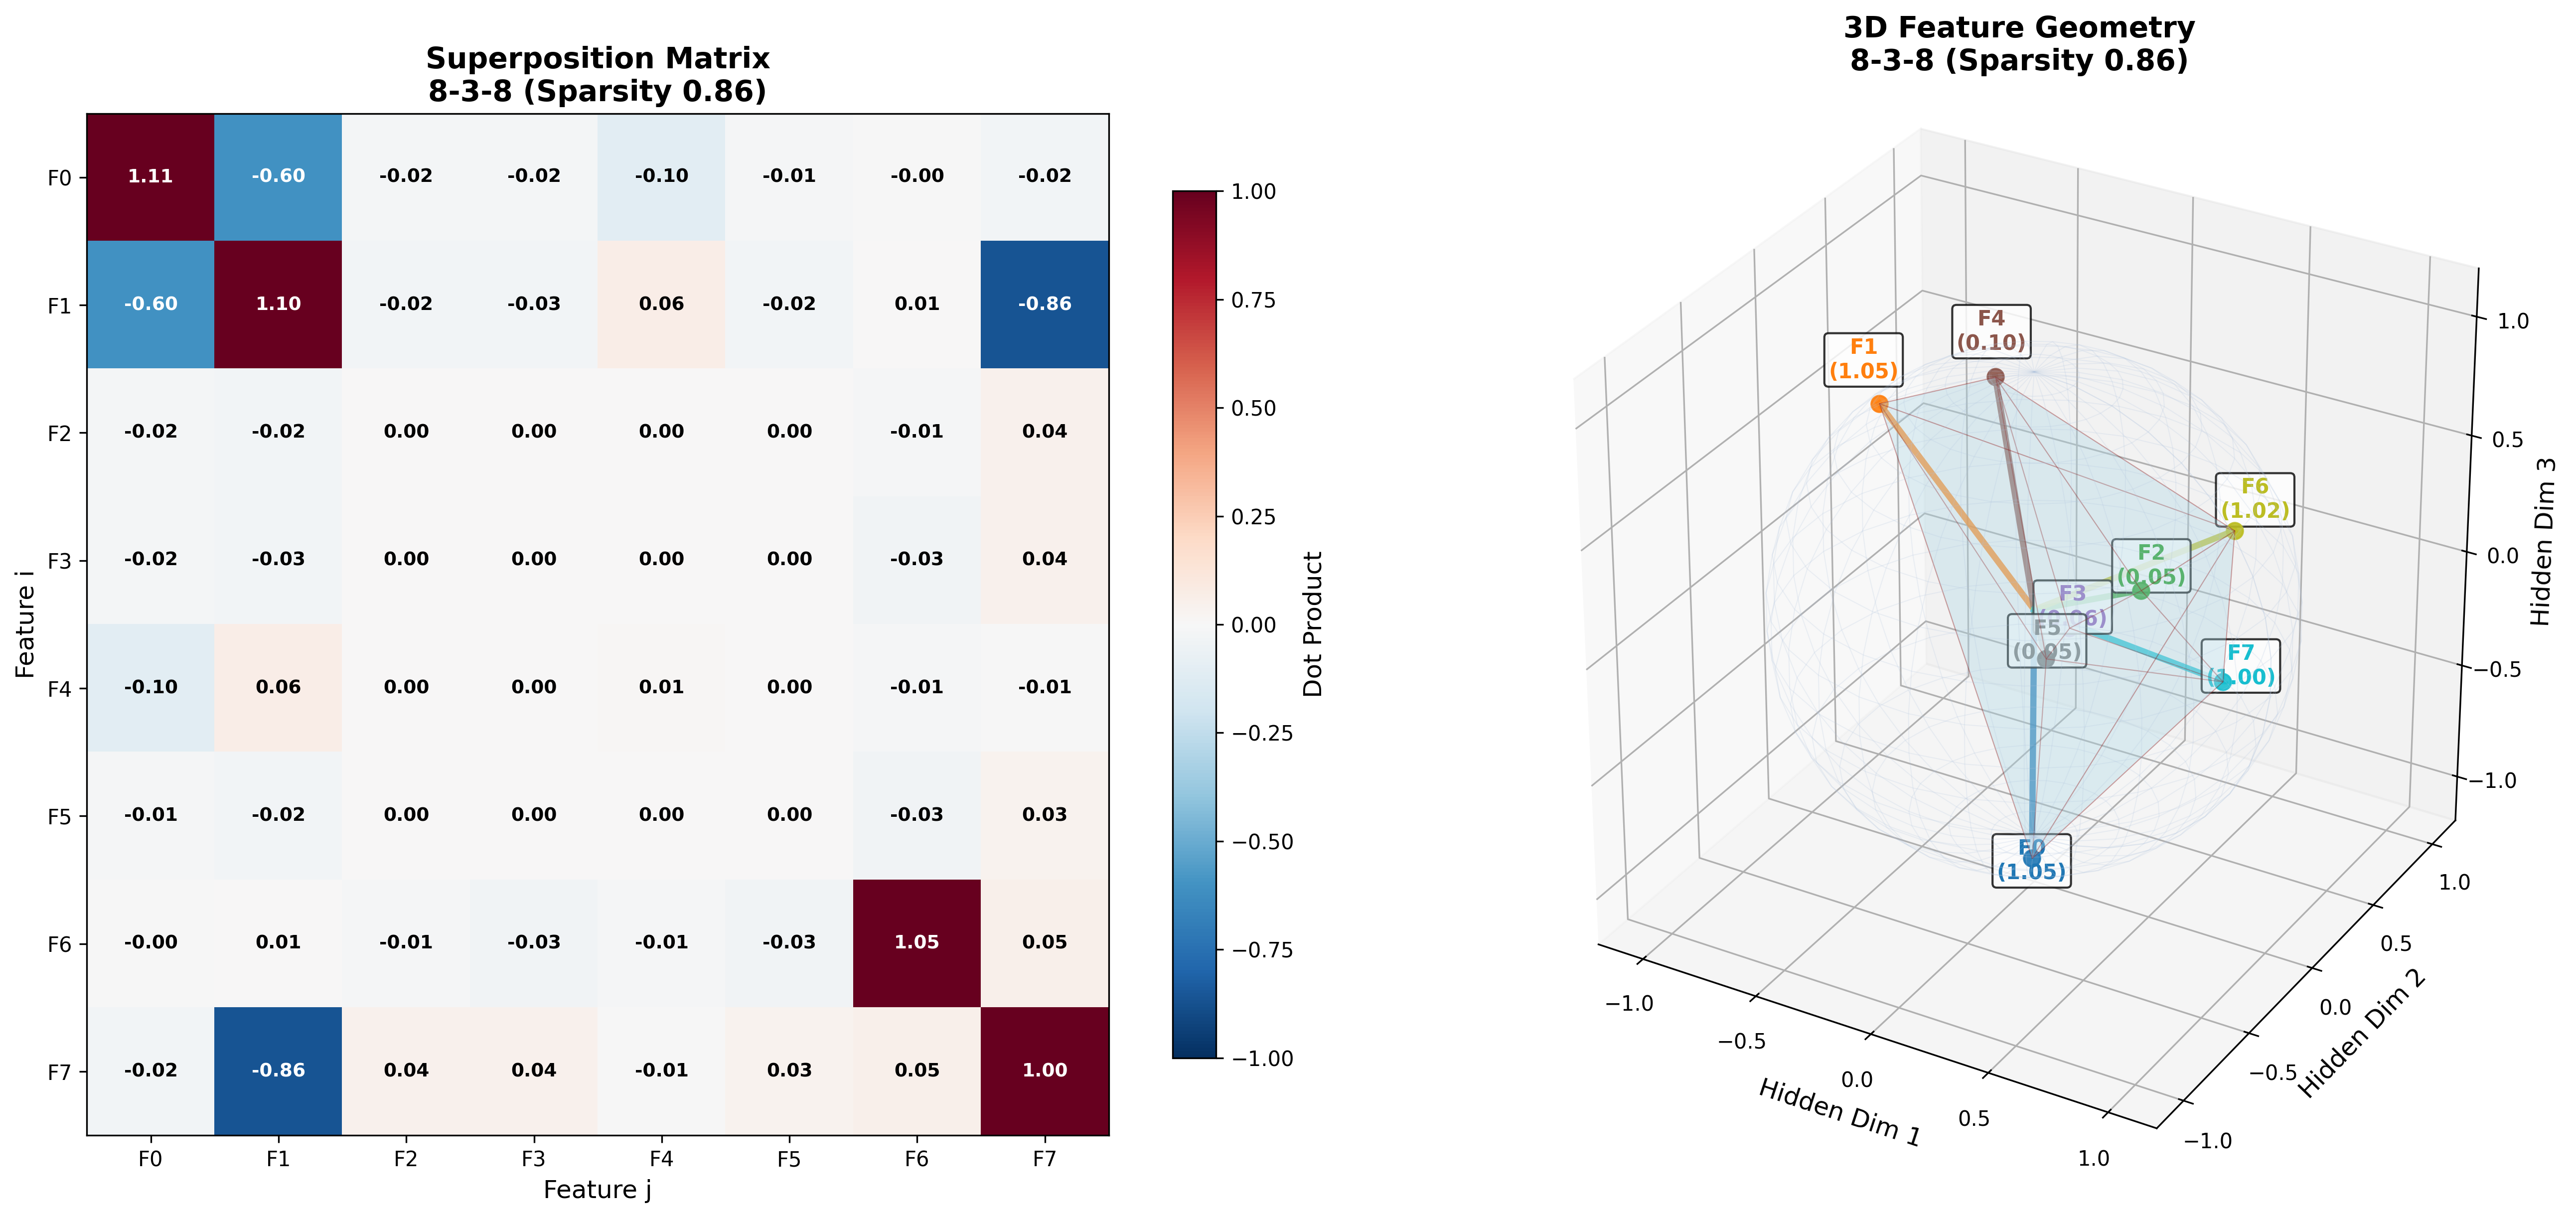 Superposition Matrix
8-3-8 (Sparsity 0.86)
F0 1.11 -0.60 -0.02 -0.02 -0.10 -0.01 -0.00 -0.02
F1 -0.60 1.10 -0.02 -0.03 0.06 -0.02 0.01 -0.86
F2 -0.02 -0.02 0.00 0.00 0.00 0.00 -0.01 0.04
F3 -0.02 -0.03 0.00 0.00 0.00 0.00 -0.03 0.04
F4 -0.10 0.06 0.00 0.00 0.01 0.00 -0.01 -0.01
F5 -0.01 -0.02 0.00 0.00 0.00 0.00 -0.03 0.03
F6 -0.00 0.01 -0.01 -0.03 -0.01 -0.03 1.05 0.05
F7 -0.02 -0.86 0.04 0.04 -0.01 0.03 0.05 1.00
F0 F1 F2 F3 F4 F5 F6 F7
Feature j
Feature i
1.00
0.75
0.50
0.25
0.00
−0.25
−0.50
−0.75
−1.00
Dot Product
3D Feature Geometry
8-3-8 (Sparsity 0.86)
F4
(0.10)
F1
(1.05)
F6
(1.02)
F2
(0.05)
F3
F5
(0.05)
F7
(1.00)
F0
(1.05)
1.0
0.5
0.0
−0.5
−1.0
Hidden Dim 3
1.0
0.5
0.0
−0.5
−1.0
Hidden Dim 2
−1.0
−0.5
0.0
0.5
1.0
Hidden Dim 1